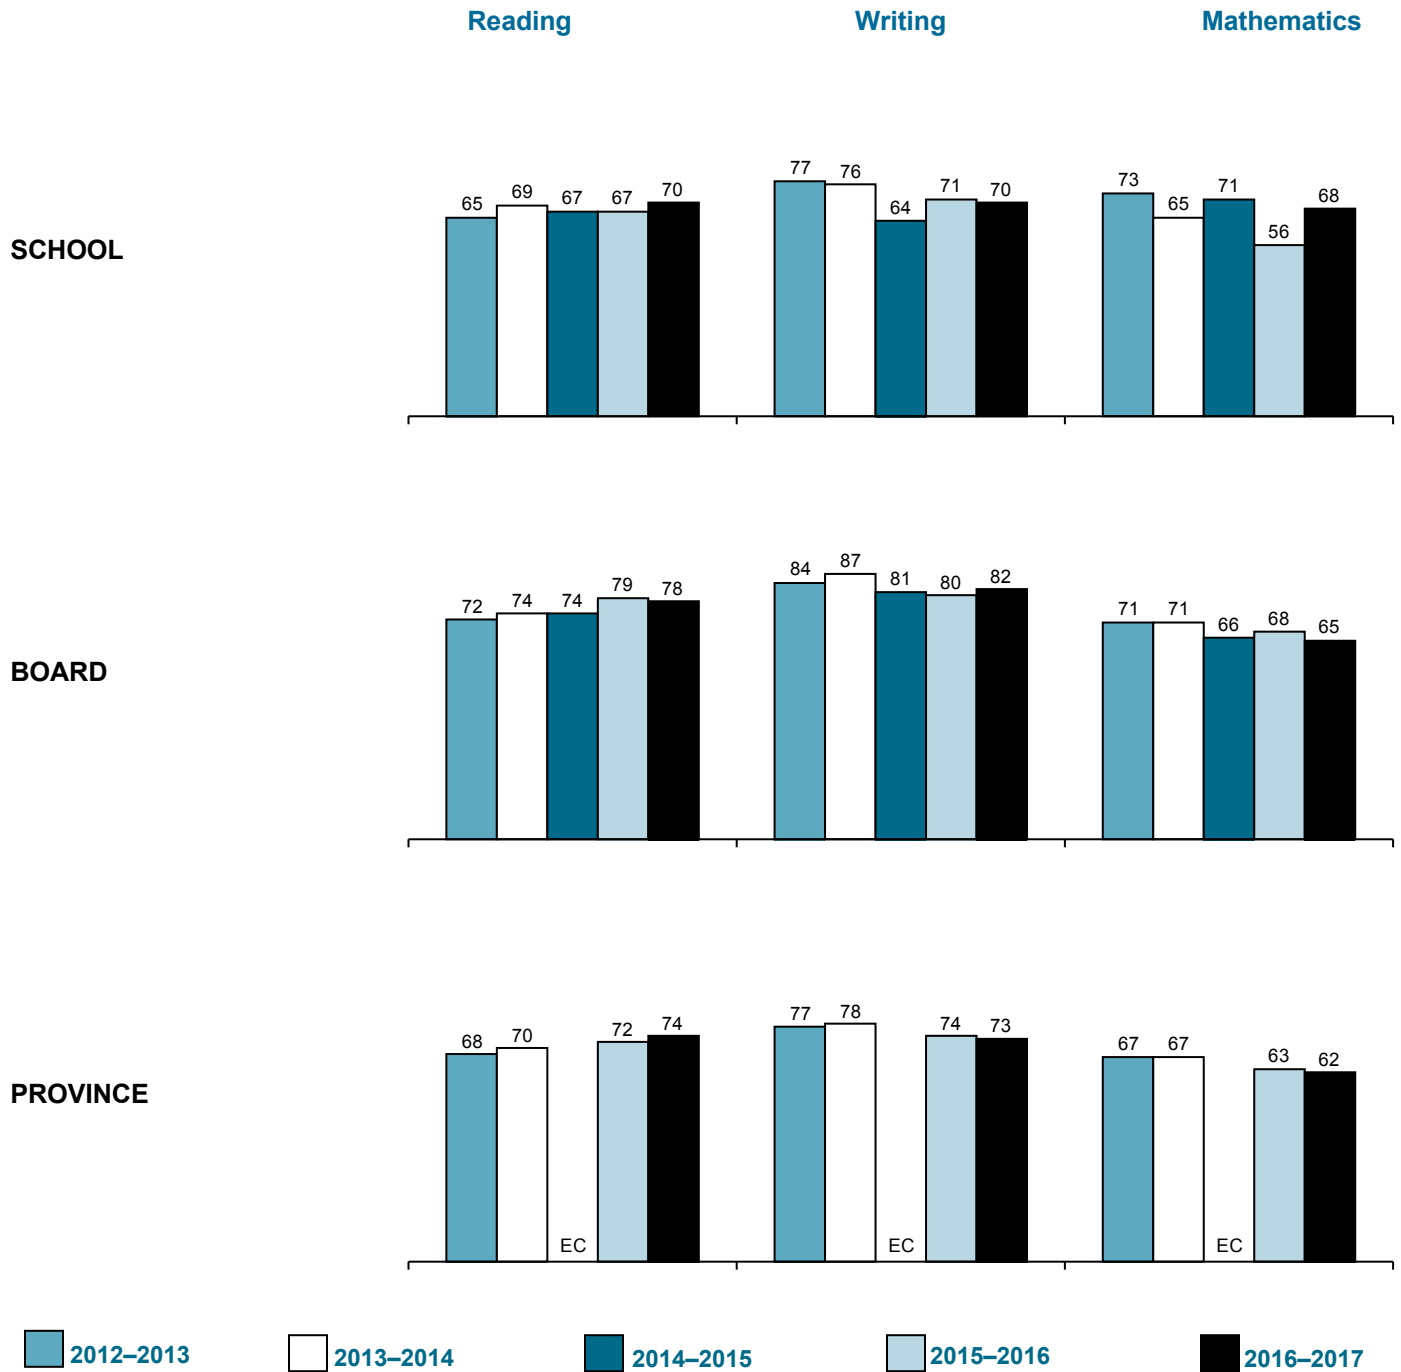 Reading Writing Mathematics
77 76 64 71 70
65 69 67 67 70
73 65 71 56 68
SCHOOL
72 74 74 79 78
84 87 81 80 82
71 71 66 68 65
BOARD
68 70 EC 72 74
77 78 EC 74 73
67 67 EC 63 62
PROVINCE
2012–2013 2013–2014 2014–2015 2015–2016 2016–2017